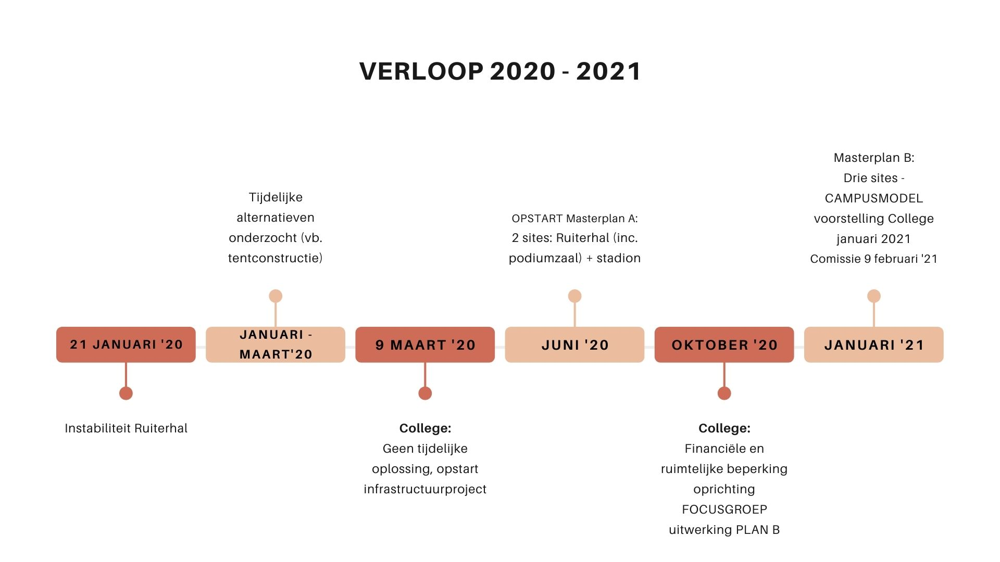 VERLOOP 2020 - 2021
21 JANUARI '20
Instabiliteit Ruiterhal
Tijdelijke
alternatieven
onderzocht (vb.
tentconstructie)
JANUARI -
MAART'20
9 MAART '20
College:
Geen tijdelijke
oplossing, opstart
infrastructuurproject
OPSTART Masterplan A:
2 sites: Ruiterhal (inc.
podiumzaal) + stadion
JUNI '20
OKTOBER '20
College:
Financiële en
ruimtelijke beperking
oprichting
FOCUSGROEP
uitwerking PLAN B
Masterplan B:
Drie sites -
CAMPUSMODEL
voorstelling College
januari 2021
Comissie 9 februari '21
JANUARI '21